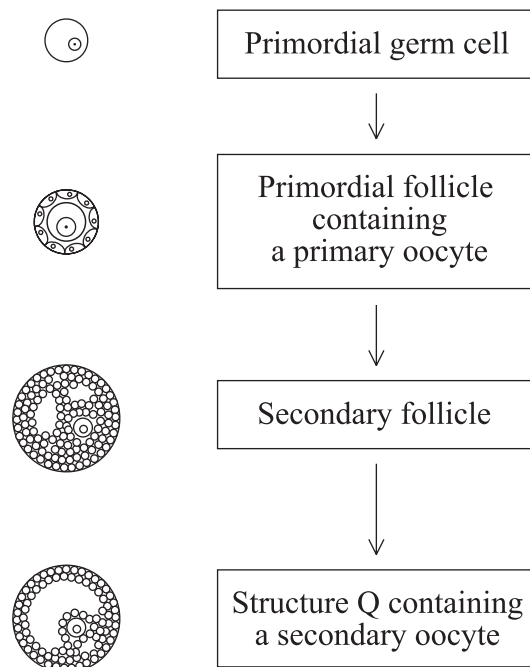 Primordial germ cell
Primordial follicle
containing
a primary oocyte
Secondary follicle
Structure Q containing
a secondary oocyte